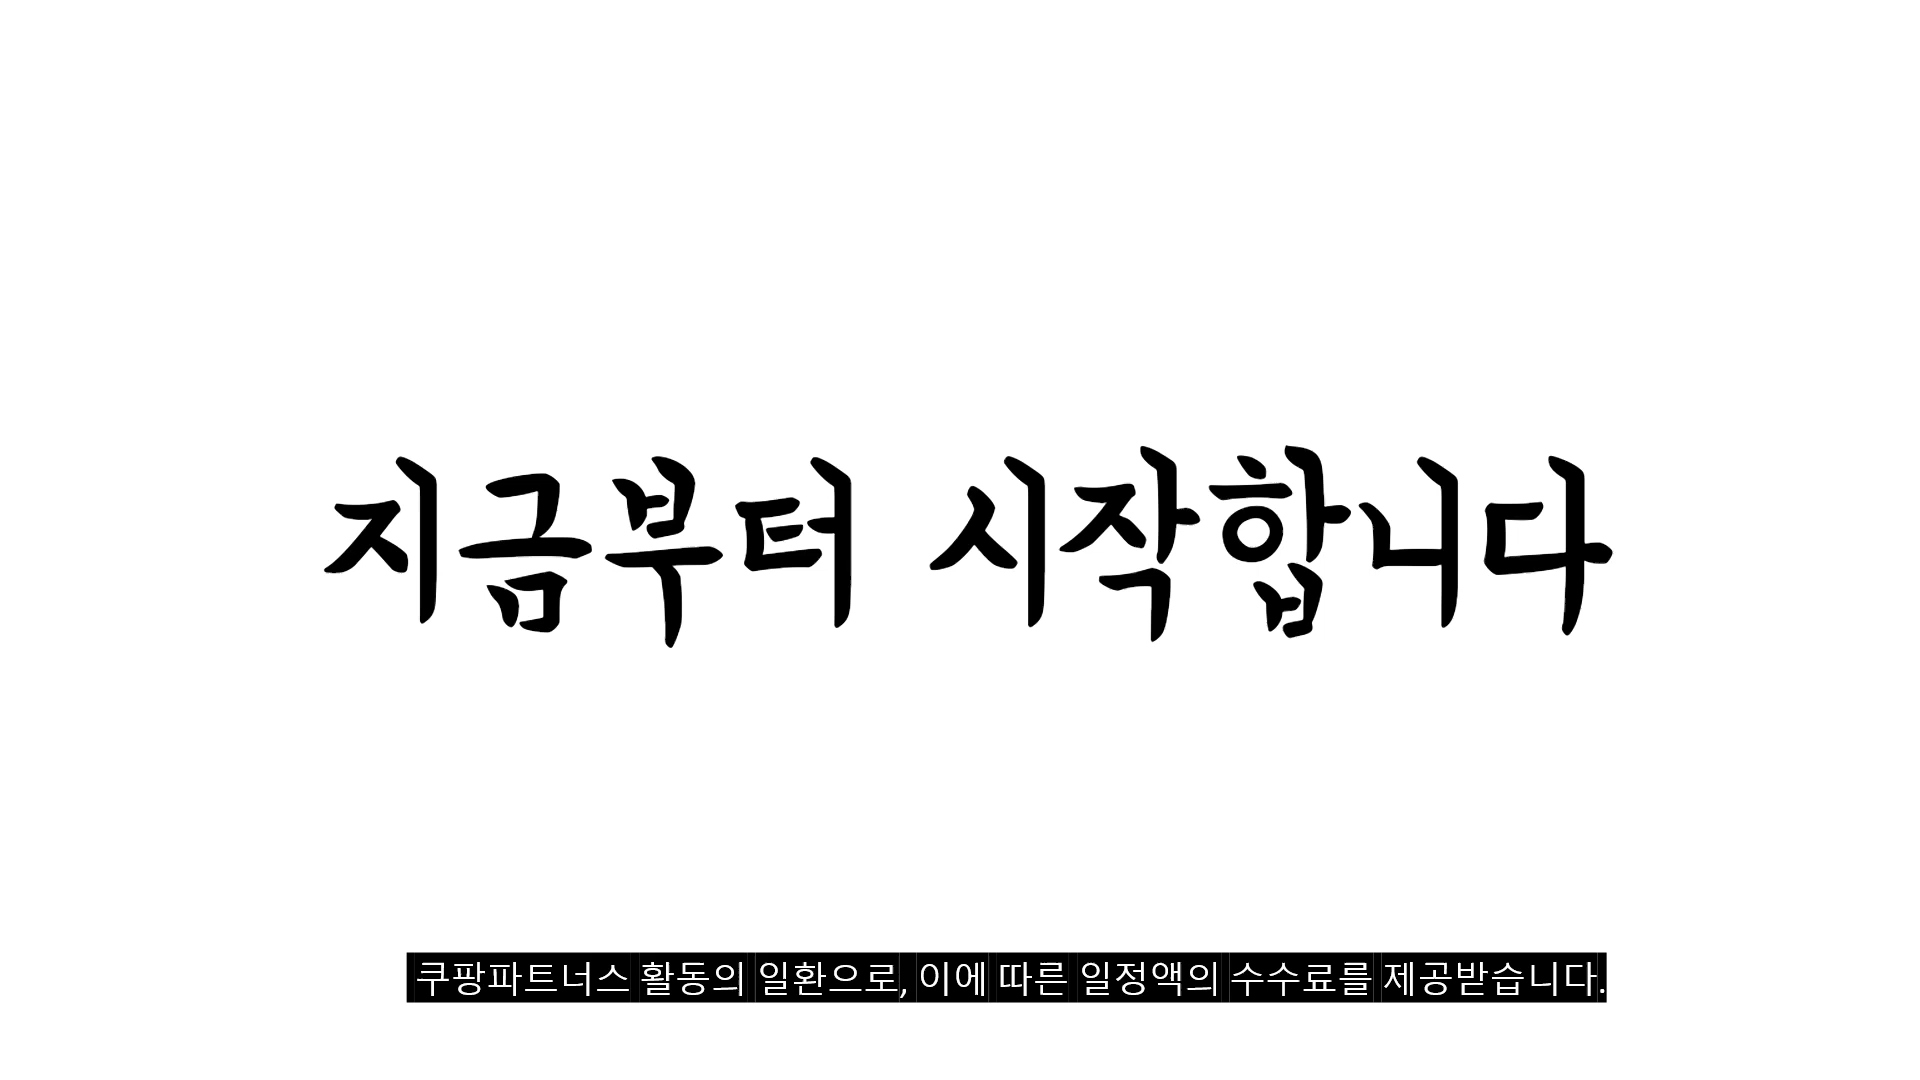 지금부터 시작합니다
쿠팡파트너스 활동의 일환으로, 이에 따른 일정액의 수수료를 제공받습니다.